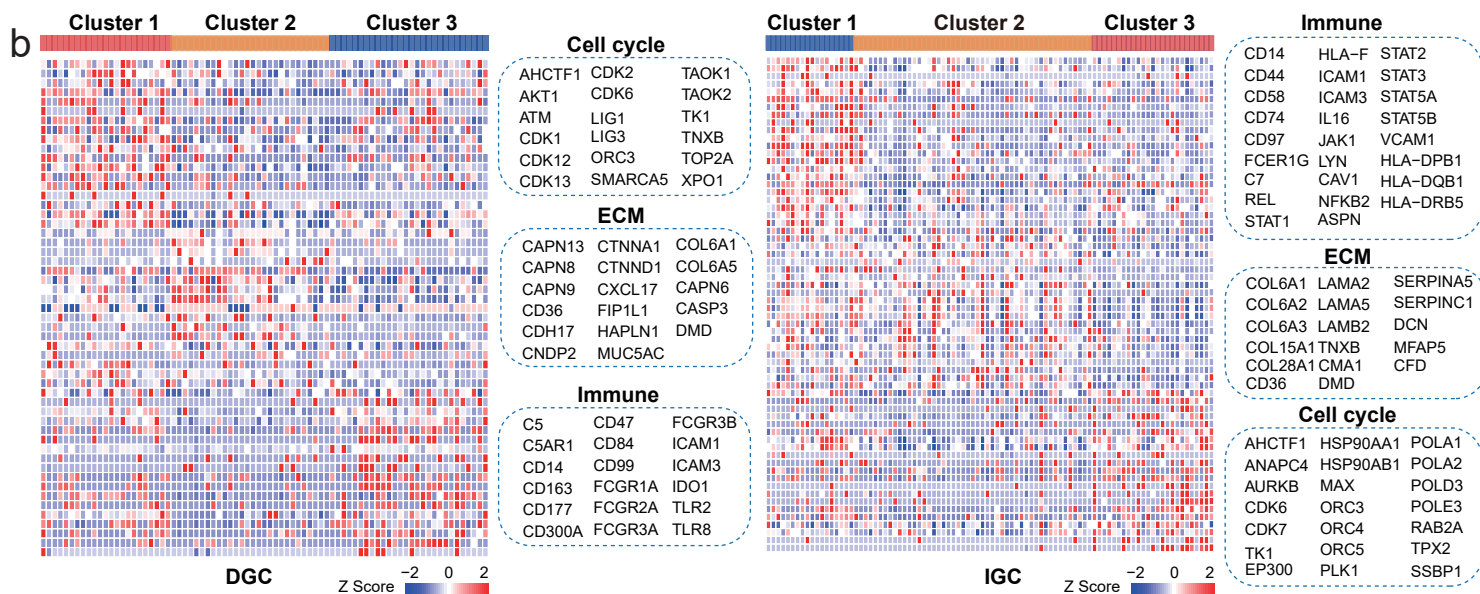 b
Cluster 1 Cluster 2 Cluster 3
Cell cycle
AHCTF1 CDK2 TAOK1
AKT1 CDK6 TAOK2
ATM LIG1 TK1
CDK1 LIG3 TNXB
CDK12 ORC3 TOP2A
CDK13 SMARCA5 XPO1
ECM
CAPN13 CTNNA1 COL6A1
CAPN8 CTNND1 COL6A5
CAPN9 CXCL17 CAPN6
CD36 FIP1L1 CASP3
CDH17 HAPLN1 DMD
CNDP2 MUC5AC
Immune
C5 CD47 FCGR3B
C5AR1 CD84 ICAM1
CD14 CD99 ICAM3
CD163 FCGR1A IDO1
CD177 FCGR2A TLR2
CD300A FCGR3A TLR8
DGC
Z Score −2 0 2
Cluster 1 Cluster 2 Cluster 3
Immune
CD14 HLA−F STAT2
CD44 ICAM1 STAT3
CD58 ICAM3 STAT5A
CD74 IL16 STAT5B
CD97 JAK1 VCAM1
FCER1G LYN HLA−DPB1
C7 CAV1 HLA−DQB1
REL NFKB2 HLA−DRB5
STAT1 ASPN
ECM
COL6A1 LAMA2 SERPINA5
COL6A2 LAMA5 SERPINC1
COL6A3 LAMB2 DCN
COL15A1 TNXB MFAP5
COL28A1 CMA1 CFD
CD36 DMD
Cell cycle
AHCTF1 HSP90AA1 POLA1
ANAPC4 HSP90AB1 POLA2
AURKB MAX POLD3
CDK6 ORC3 POLE3
CDK7 ORC4 RAB2A
TK1 ORC5 TPX2
EP300 PLK1 SSBP1
IGC
Z Score −2 0 2